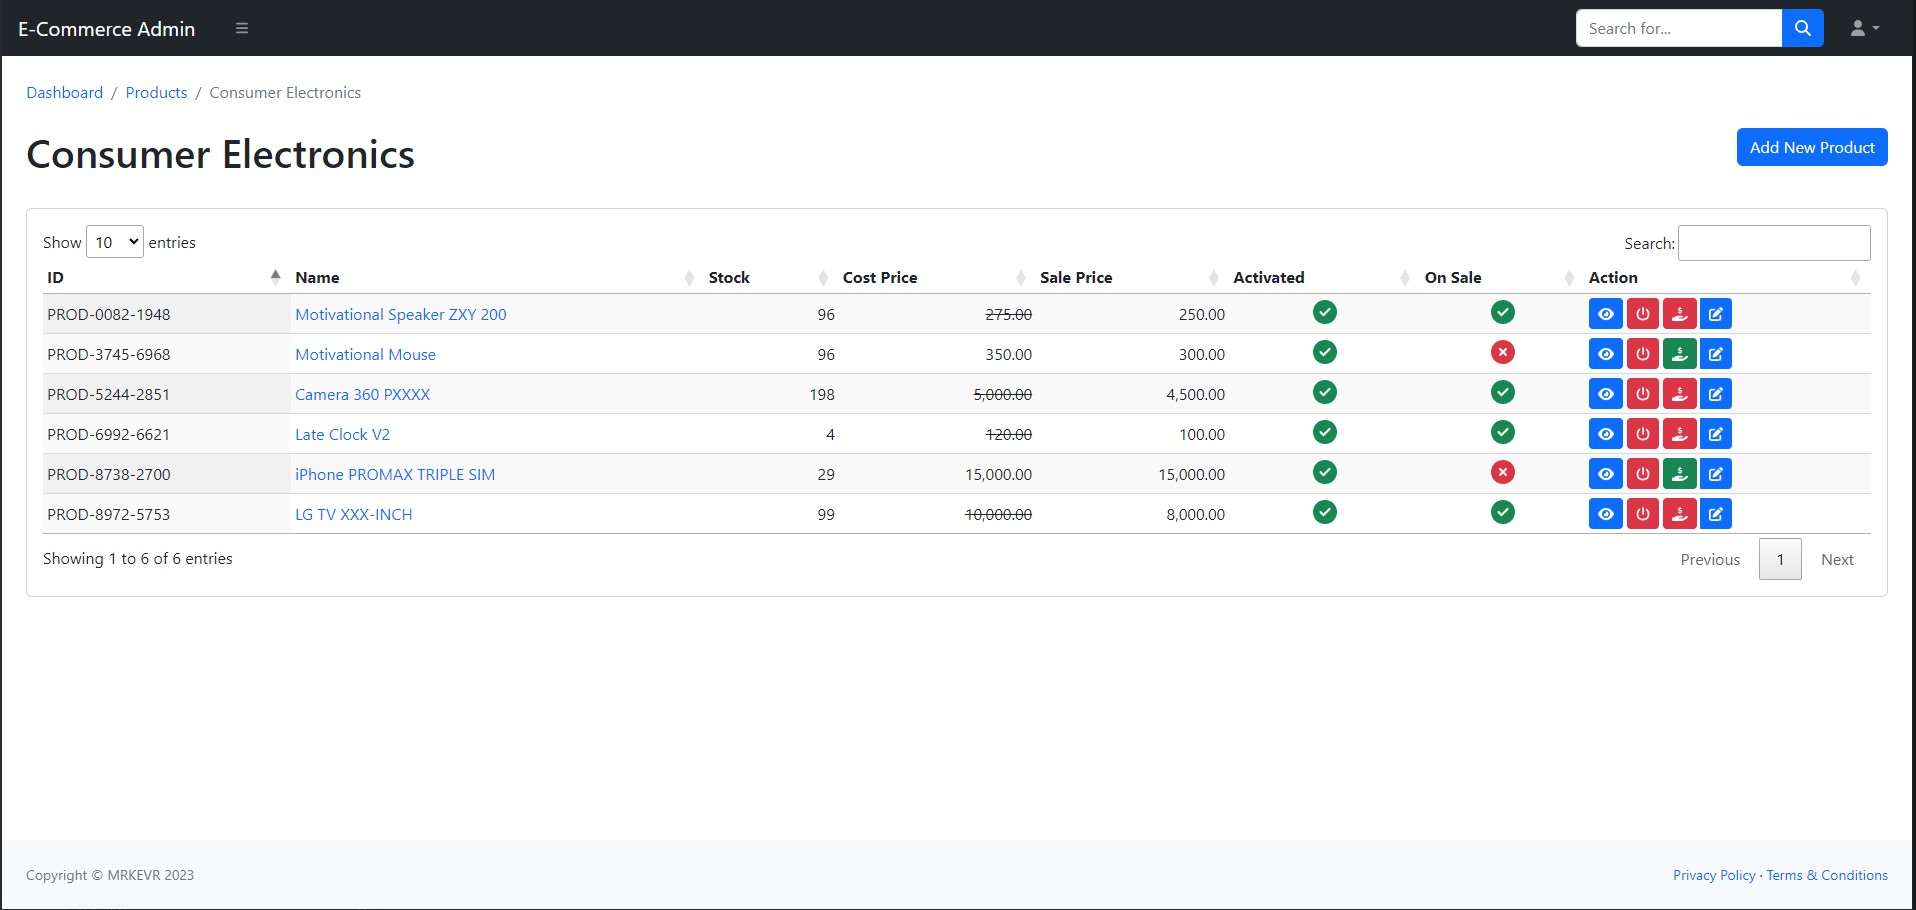 E-Commerce Admin
Search for...
Dashboard / Products / Consumer Electronics
Consumer Electronics
Add New Product
Show 10 entries
Search:
ID Name Stock Cost Price Sale Price Activated On Sale Action
PROD-0082-1948 Motivational Speaker ZXY 200 96 275.00 250.00
PROD-3745-6968 Motivational Mouse 96 350.00 300.00
PROD-5244-2851 Camera 360 PXXXX 198 5,000.00 4,500.00
PROD-6992-6621 Late Clock V2 4 120.00 100.00
PROD-8738-2700 iPhone PROMAX TRIPLE SIM 29 15,000.00 15,000.00
PROD-8972-5753 LG TV XXX-INCH 99 10,000.00 8,000.00
Showing 1 to 6 of 6 entries
Previous 1 Next
Copyright © MRKEVR 2023
Privacy Policy · Terms & Conditions